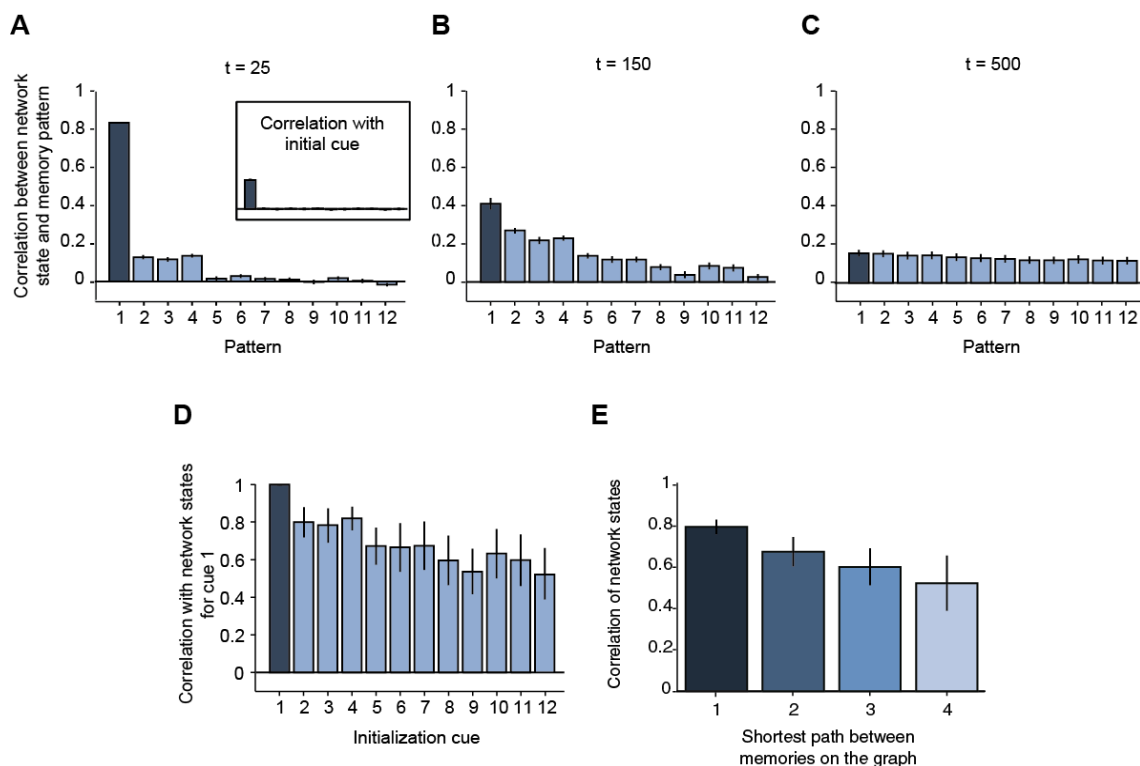 A
B
C
t = 25
t = 150
t = 500
Correlation between network
state and memory pattern
1
0.8
0.6
0.4
0.2
0
Correlation with
initial cue
1 2 3 4 5 6 7 8 9 10 11 12
Pattern
1
0.8
0.6
0.4
0.2
0
1 2 3 4 5 6 7 8 9 10 11 12
Pattern
1
0.8
0.6
0.4
0.2
0
1 2 3 4 5 6 7 8 9 10 11 12
Pattern
D
E
Correlation with network states
for cue 1
1
0.8
0.6
0.4
0.2
0
1 2 3 4 5 6 7 8 9 10 11 12
Initialization cue
Correlation of network states
1
0.8
0.6
0.4
0.2
0
1 2 3 4
Shortest path between
memories on the graph